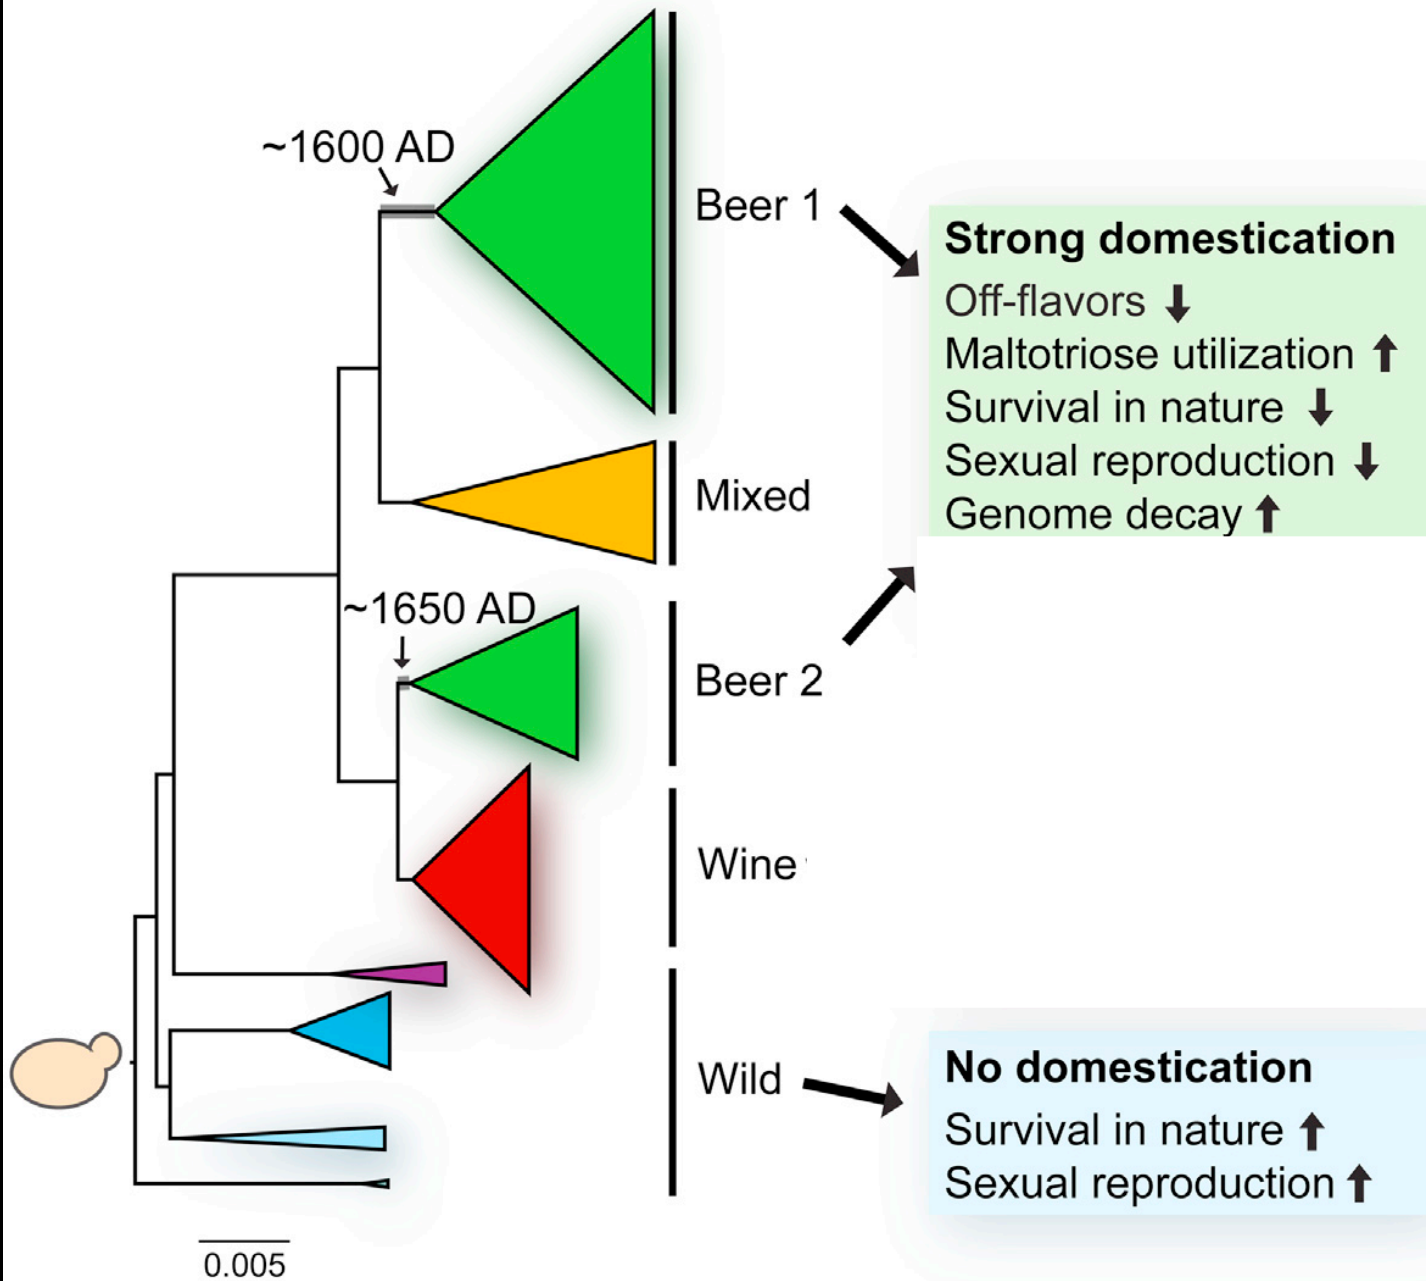 ~1600 AD
Beer 1
Strong domestication
Off-flavors ↓
Maltotriose utilization ↑
Survival in nature ↓
Sexual reproduction ↓
Genome decay ↑
Mixed
~1650 AD
Beer 2
Wine
Wild
No domestication
Survival in nature ↑
Sexual reproduction ↑
0.005